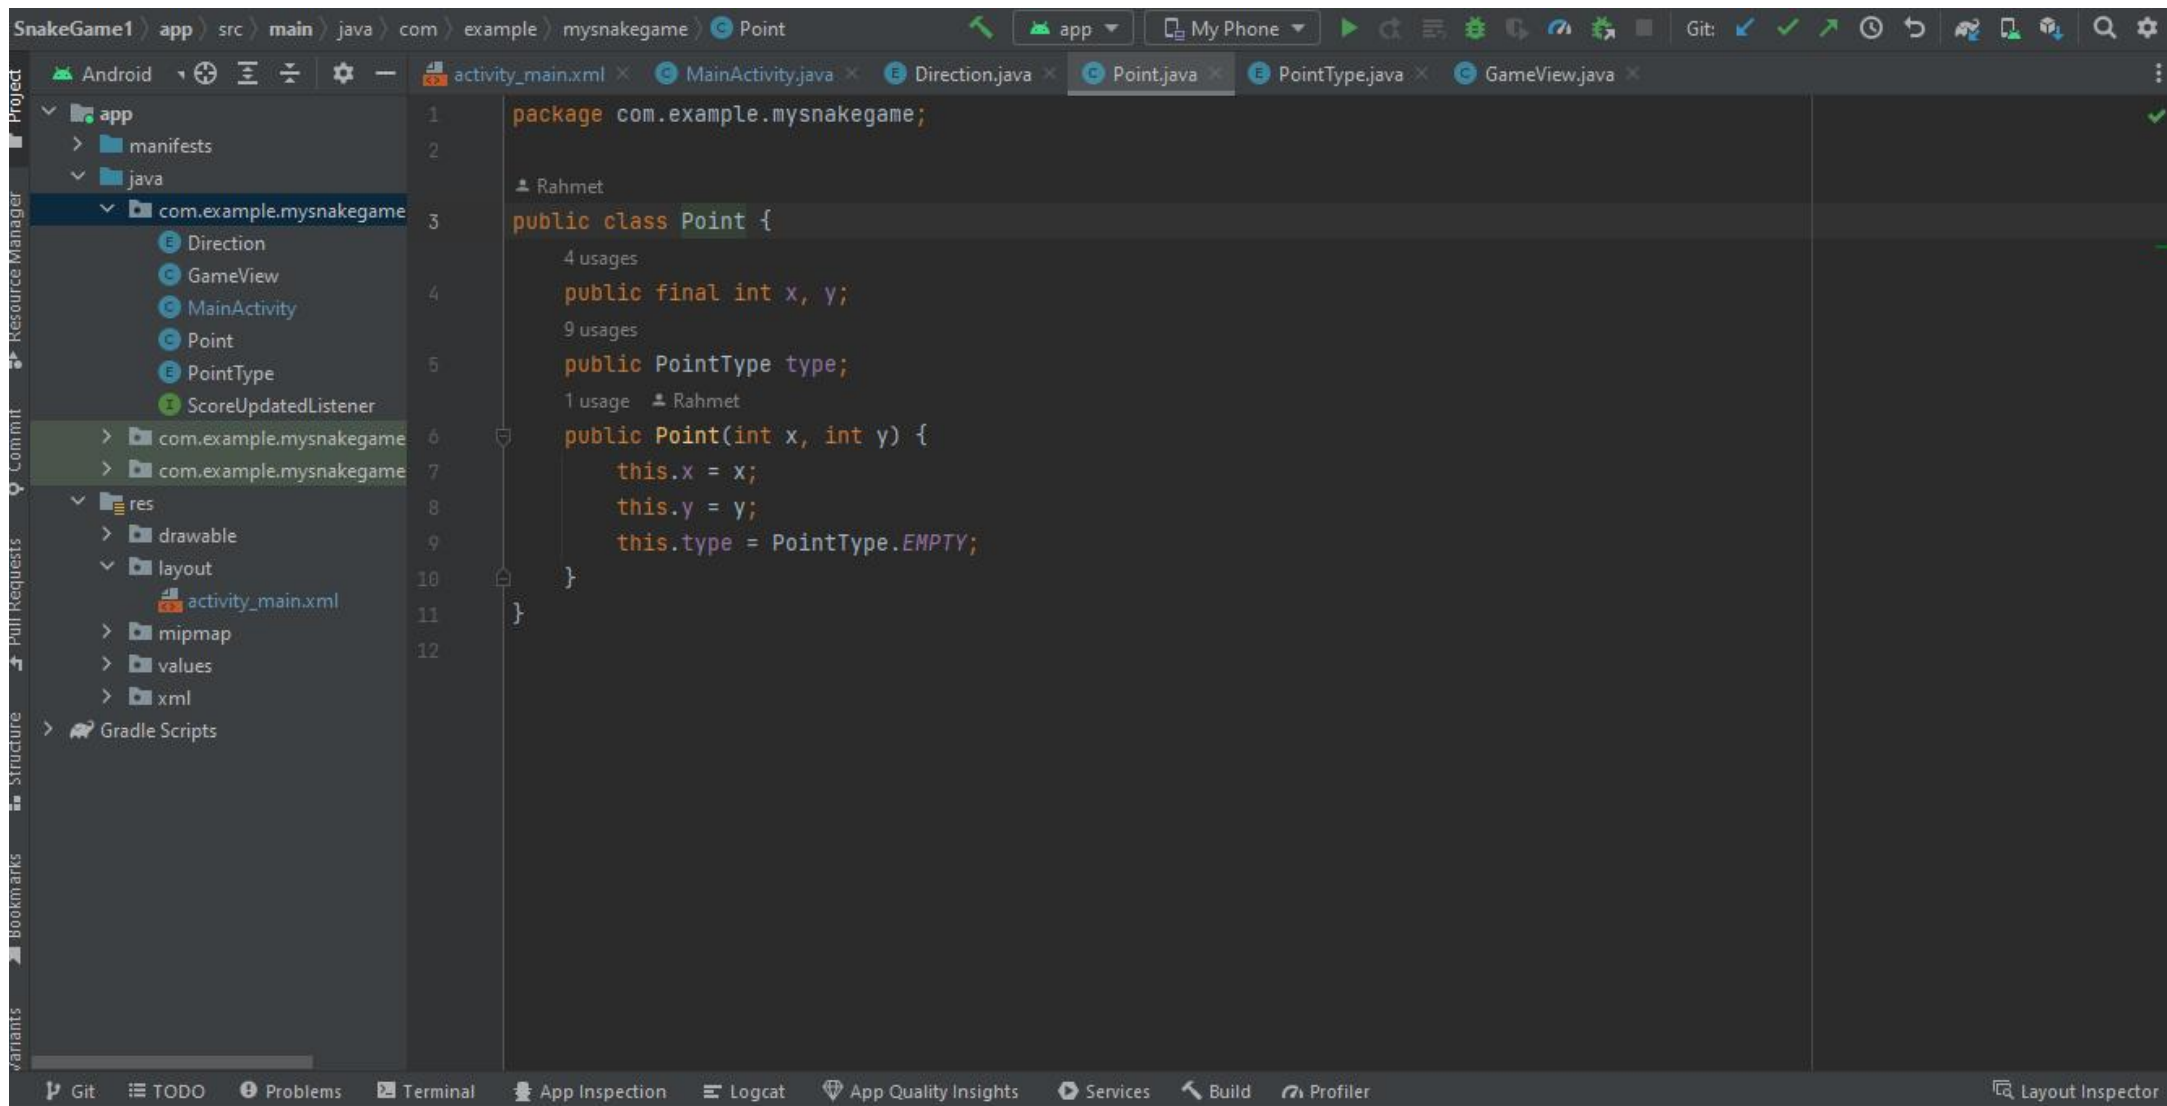 SnakeGame1 app src main java com example mysnakegame Point
app
My Phone
Git:
Android
activity_main.xml
MainActivity.java
Direction.java
Point.java
PointType.java
GameView.java
Project
Resource Manager
Commit
Pull Requests
Structure
Bookmarks
app
manifests
java
com.example.mysnakegame
Direction
GameView
MainActivity
Point
PointType
ScoreUpdatedListener
com.example.mysnakegame
com.example.mysnakegame
res
drawable
layout
activity_main.xml
mipmap
values
xml
Gradle Scripts
1 package com.example.mysnakegame;
2
Rahmet
3 public class Point {
4 usages
4 public final int x, y;
9 usages
5 public PointType type;
1 usage Rahmet
6 public Point(int x, int y) {
7 this.x = x;
8 this.y = y;
9 this.type = PointType.EMPTY;
10 }
11 }
12
Git
TODO
Problems
Terminal
App Inspection
Logcat
App Quality Insights
Services
Build
Profiler
Layout Inspector